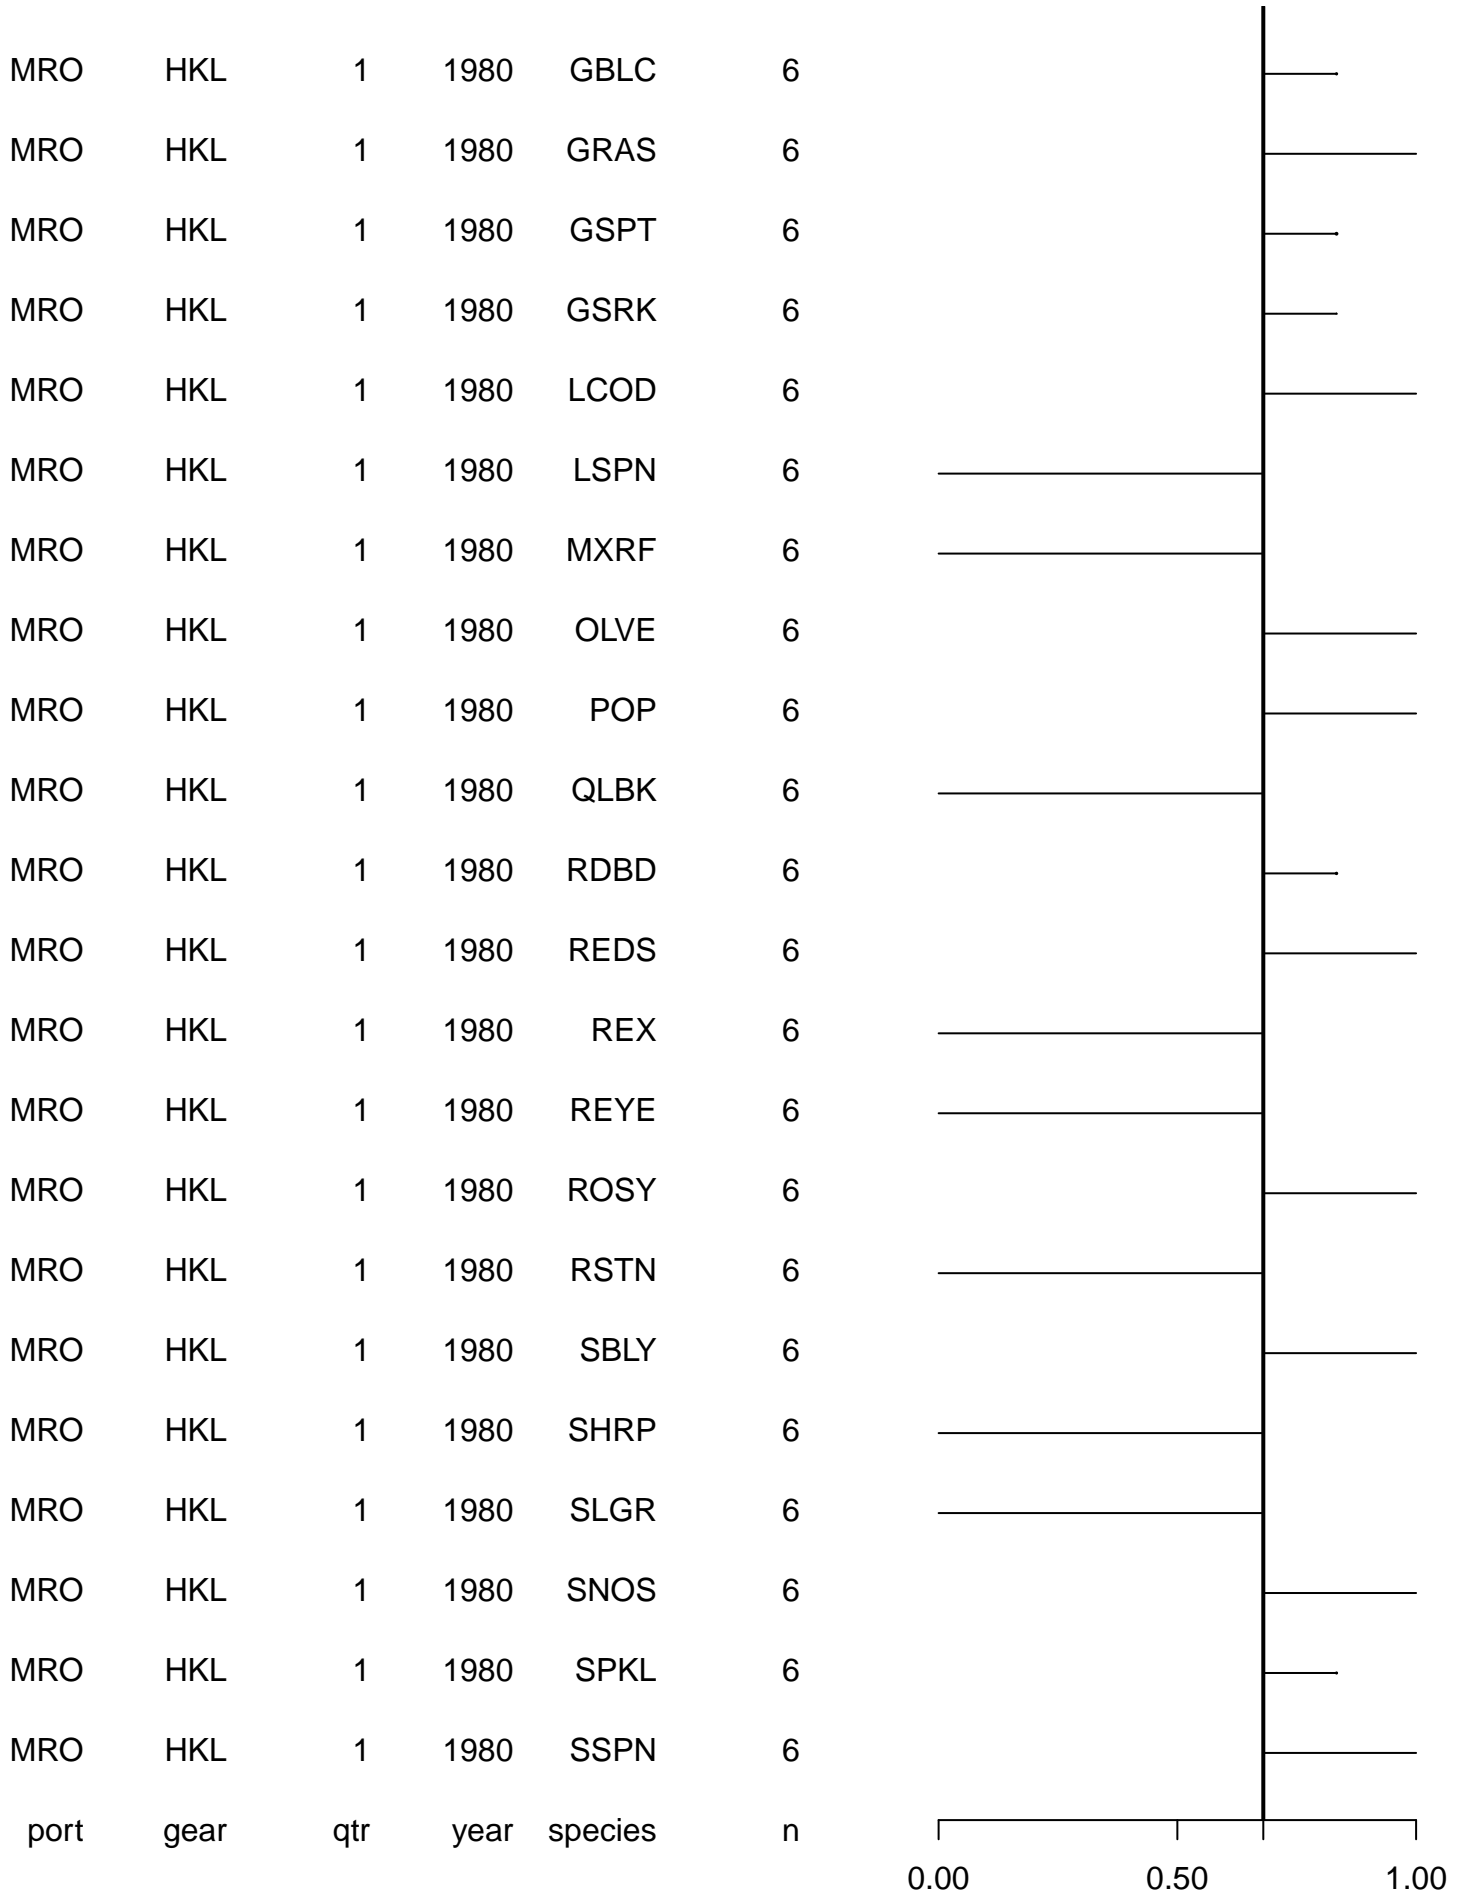 MRO HKL 1 1980 GBLC 6
MRO HKL 1 1980 GRAS 6
MRO HKL 1 1980 GSPT 6
MRO HKL 1 1980 GSRK 6
MRO HKL 1 1980 LCOD 6
MRO HKL 1 1980 LSPN 6
MRO HKL 1 1980 MXRF 6
MRO HKL 1 1980 OLVE 6
MRO HKL 1 1980 POP 6
MRO HKL 1 1980 QLBK 6
MRO HKL 1 1980 RDBD 6
MRO HKL 1 1980 REDS 6
MRO HKL 1 1980 REX 6
MRO HKL 1 1980 REYE 6
MRO HKL 1 1980 ROSY 6
MRO HKL 1 1980 RSTN 6
MRO HKL 1 1980 SBLY 6
MRO HKL 1 1980 SHRP 6
MRO HKL 1 1980 SLGR 6
MRO HKL 1 1980 SNOS 6
MRO HKL 1 1980 SPKL 6
MRO HKL 1 1980 SSPN 6
port gear qtr year species n
0.00 0.50 1.00